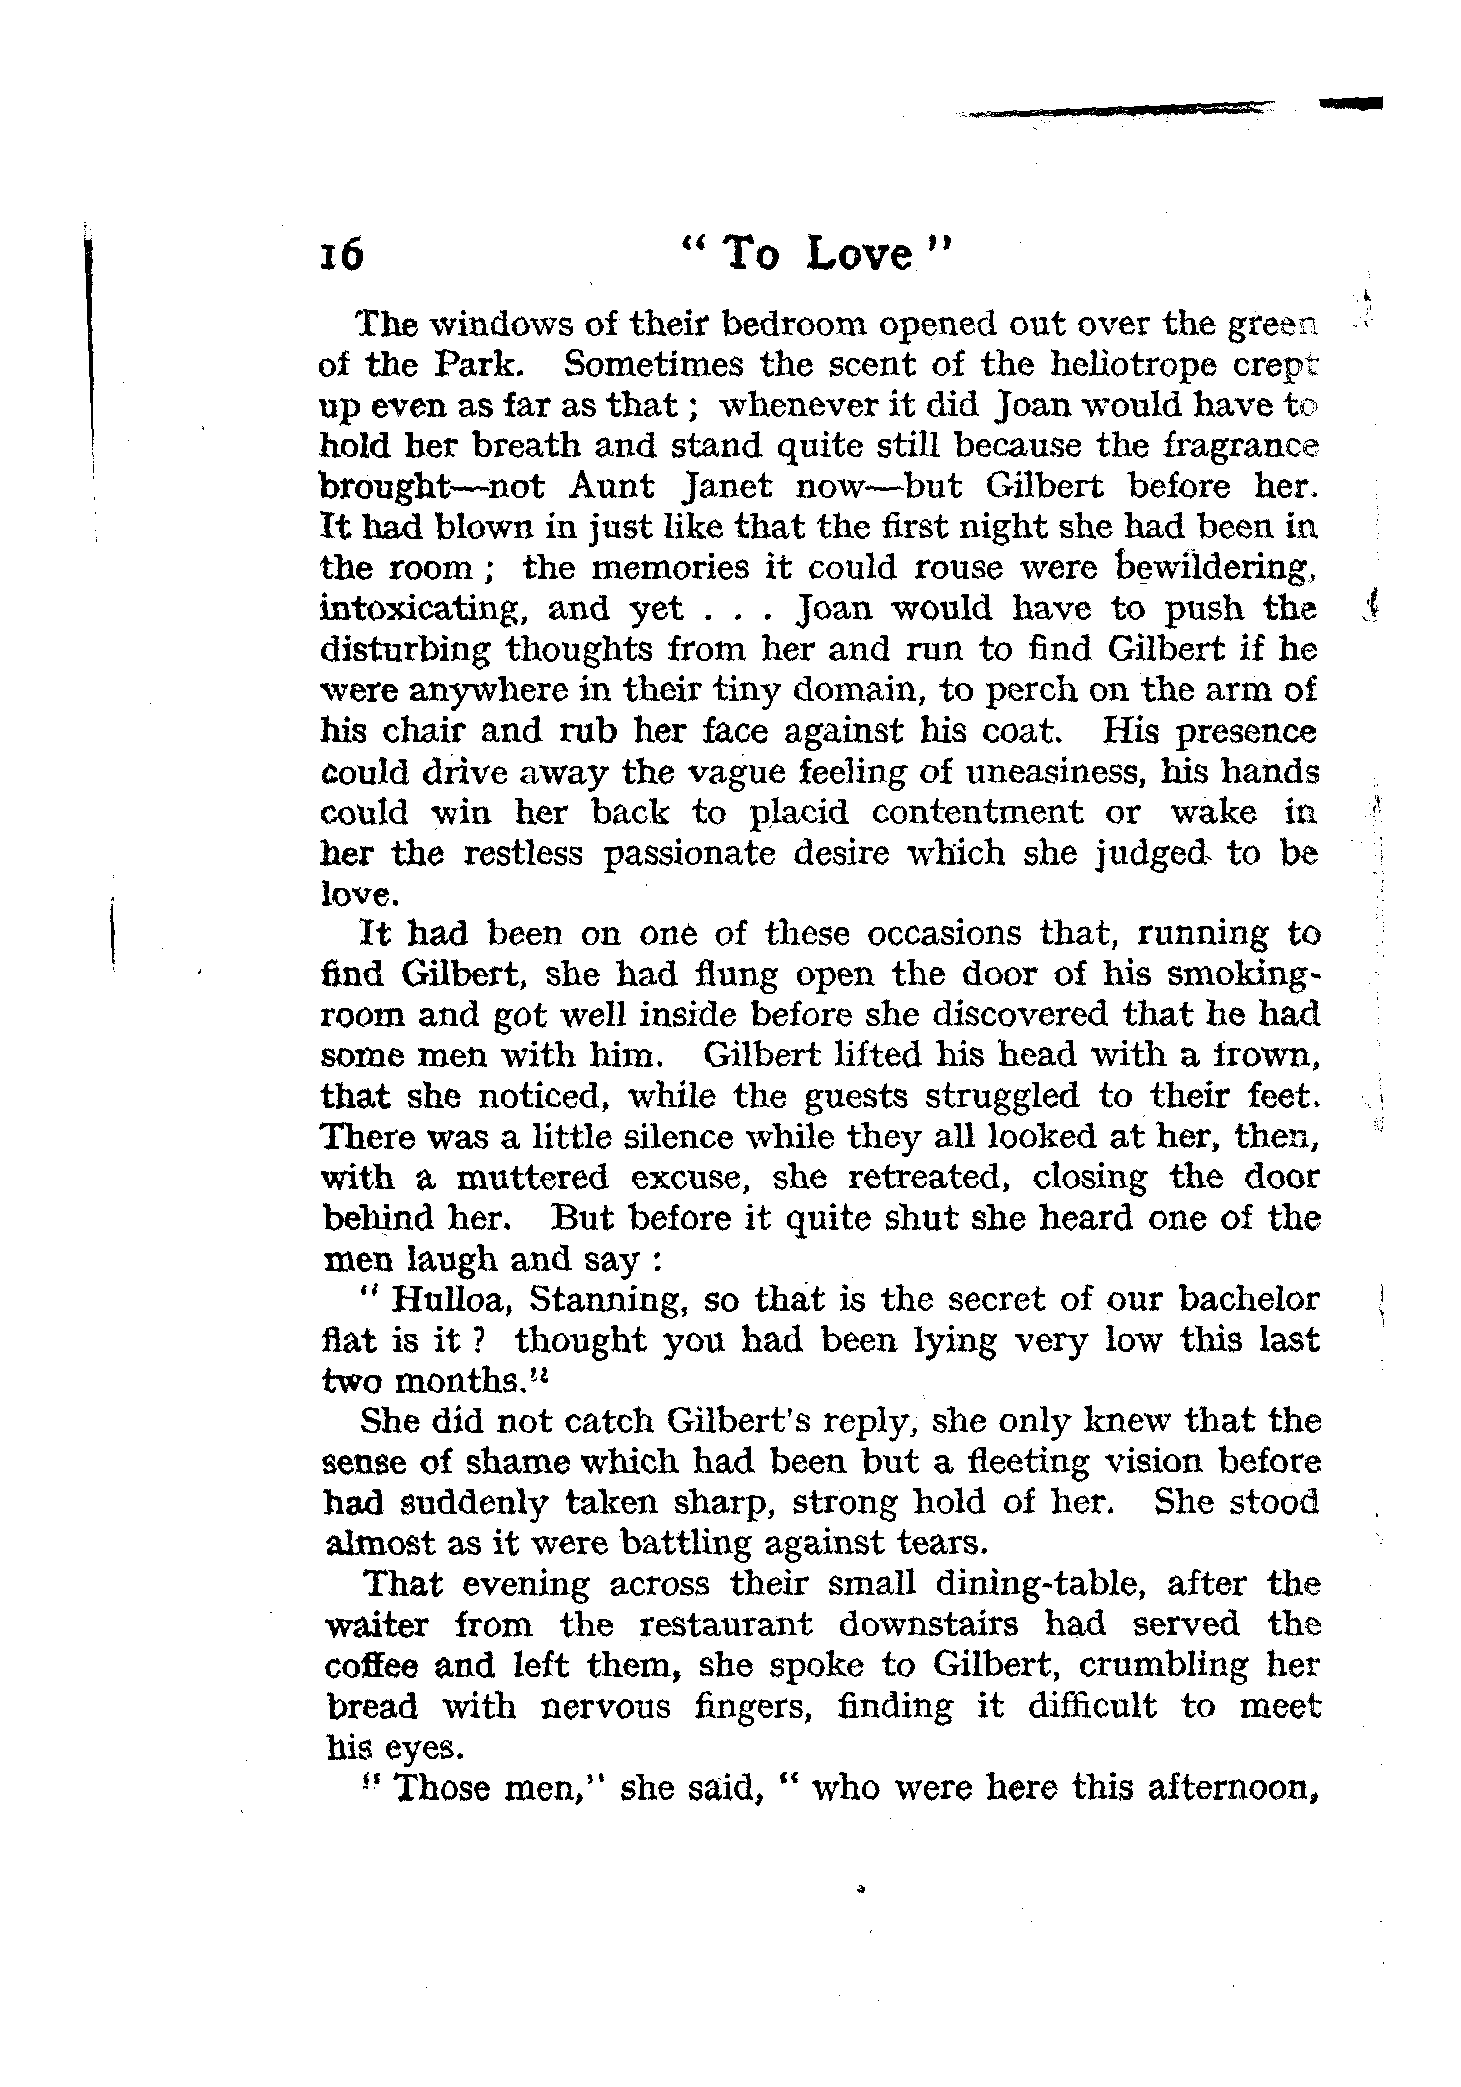 16 " To Love "
The windows of their bedroom opened out over the green
of the Park. Sometimes the scent of the heliotrope crept
up even as far as that ; whenever it did Joan would have to
hold her breath and stand quite still because the fragrance
brought—not Aunt Janet now—but Gilbert before her.
It had blown in just like that the first night she had been in
the room ; the memories it could rouse were bewildering,
intoxicating, and yet . . . Joan would have to push the
disturbing thoughts from her and run to find Gilbert if he
were anywhere in their tiny domain, to perch on the arm of
his chair and rub her face against his coat. His presence
could drive away the vague feeling of uneasiness, his hands
could win her back to placid contentment or wake in
her the restless passionate desire which she judged to be
love.
It had been on one of these occasions that, running to
find Gilbert, she had flung open the door of his smoking-
room and got well inside before she discovered that he had
some men with him. Gilbert lifted his head with a frown,
that she noticed, while the guests struggled to their feet.
There was a little silence while they all looked at her, then,
with a muttered excuse, she retreated, closing the door
behind her. But before it quite shut she heard one of the
men laugh and say :
" Hulloa, Stanning, so that is the secret of our bachelor
flat is it ? thought you had been lying very low this last
two months."
She did not catch Gilbert's reply, she only knew that the
sense of shame which had been but a fleeting vision before
had suddenly taken sharp, strong hold of her. She stood
almost as it were battling against tears.
That evening across their small dining-table, after the
waiter from the restaurant downstairs had served the
coffee and left them, she spoke to Gilbert, crumbling her
bread with nervous fingers, finding it difficult to meet
his eyes.
" Those men," she said, " who were here this afternoon,